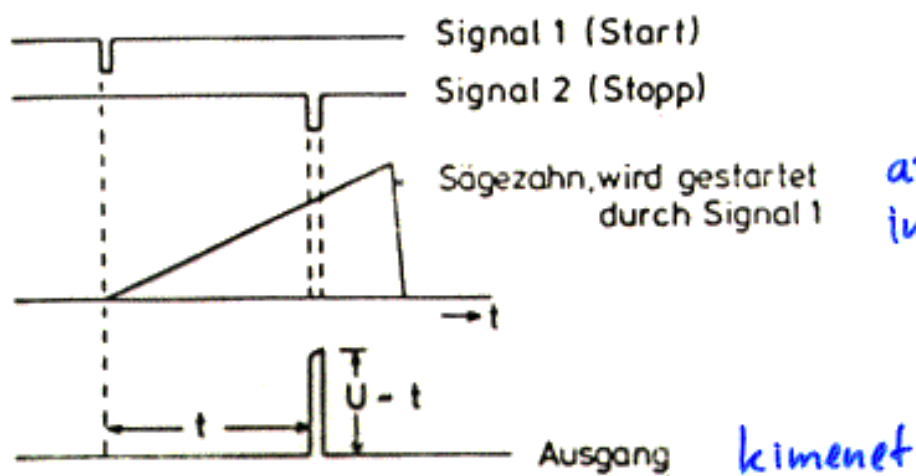 Signal 1 (Start)
Signal 2 (Stopp)
Sägezahn, wird gestartet
durch Signal 1
t
U - t
t
Ausgang
kimenet